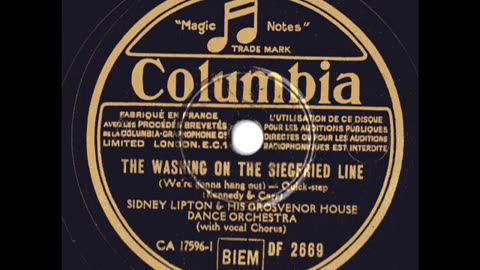 "Magic Notes"
TRADE MARK
Columbia
FABRIQUÉ EN FRANCE
AVEC LES PROCÉDÉS BREVETÉS
DE LA COLUMBIA-GRAPHOPHONE Cº
LIMITED LONDON.E.C.1
L'UTILISATION DE CE DISQUE
POUR LES AUDITIONS PUBLIQUES
DIRECTES OU POUR LES AUDITIONS
RADIOPHONIQUES EST INTERDITE
THE WASHING ON THE SIEGFRIED LINE
(We're gonna hang out) — Quick-step
(Kennedy & Carr)
SIDNEY LIPTON & HIS GROSVENOR HOUSE
DANCE ORCHESTRA
(with vocal Chorus)
CA 17596-1
BIEM
DF 2669